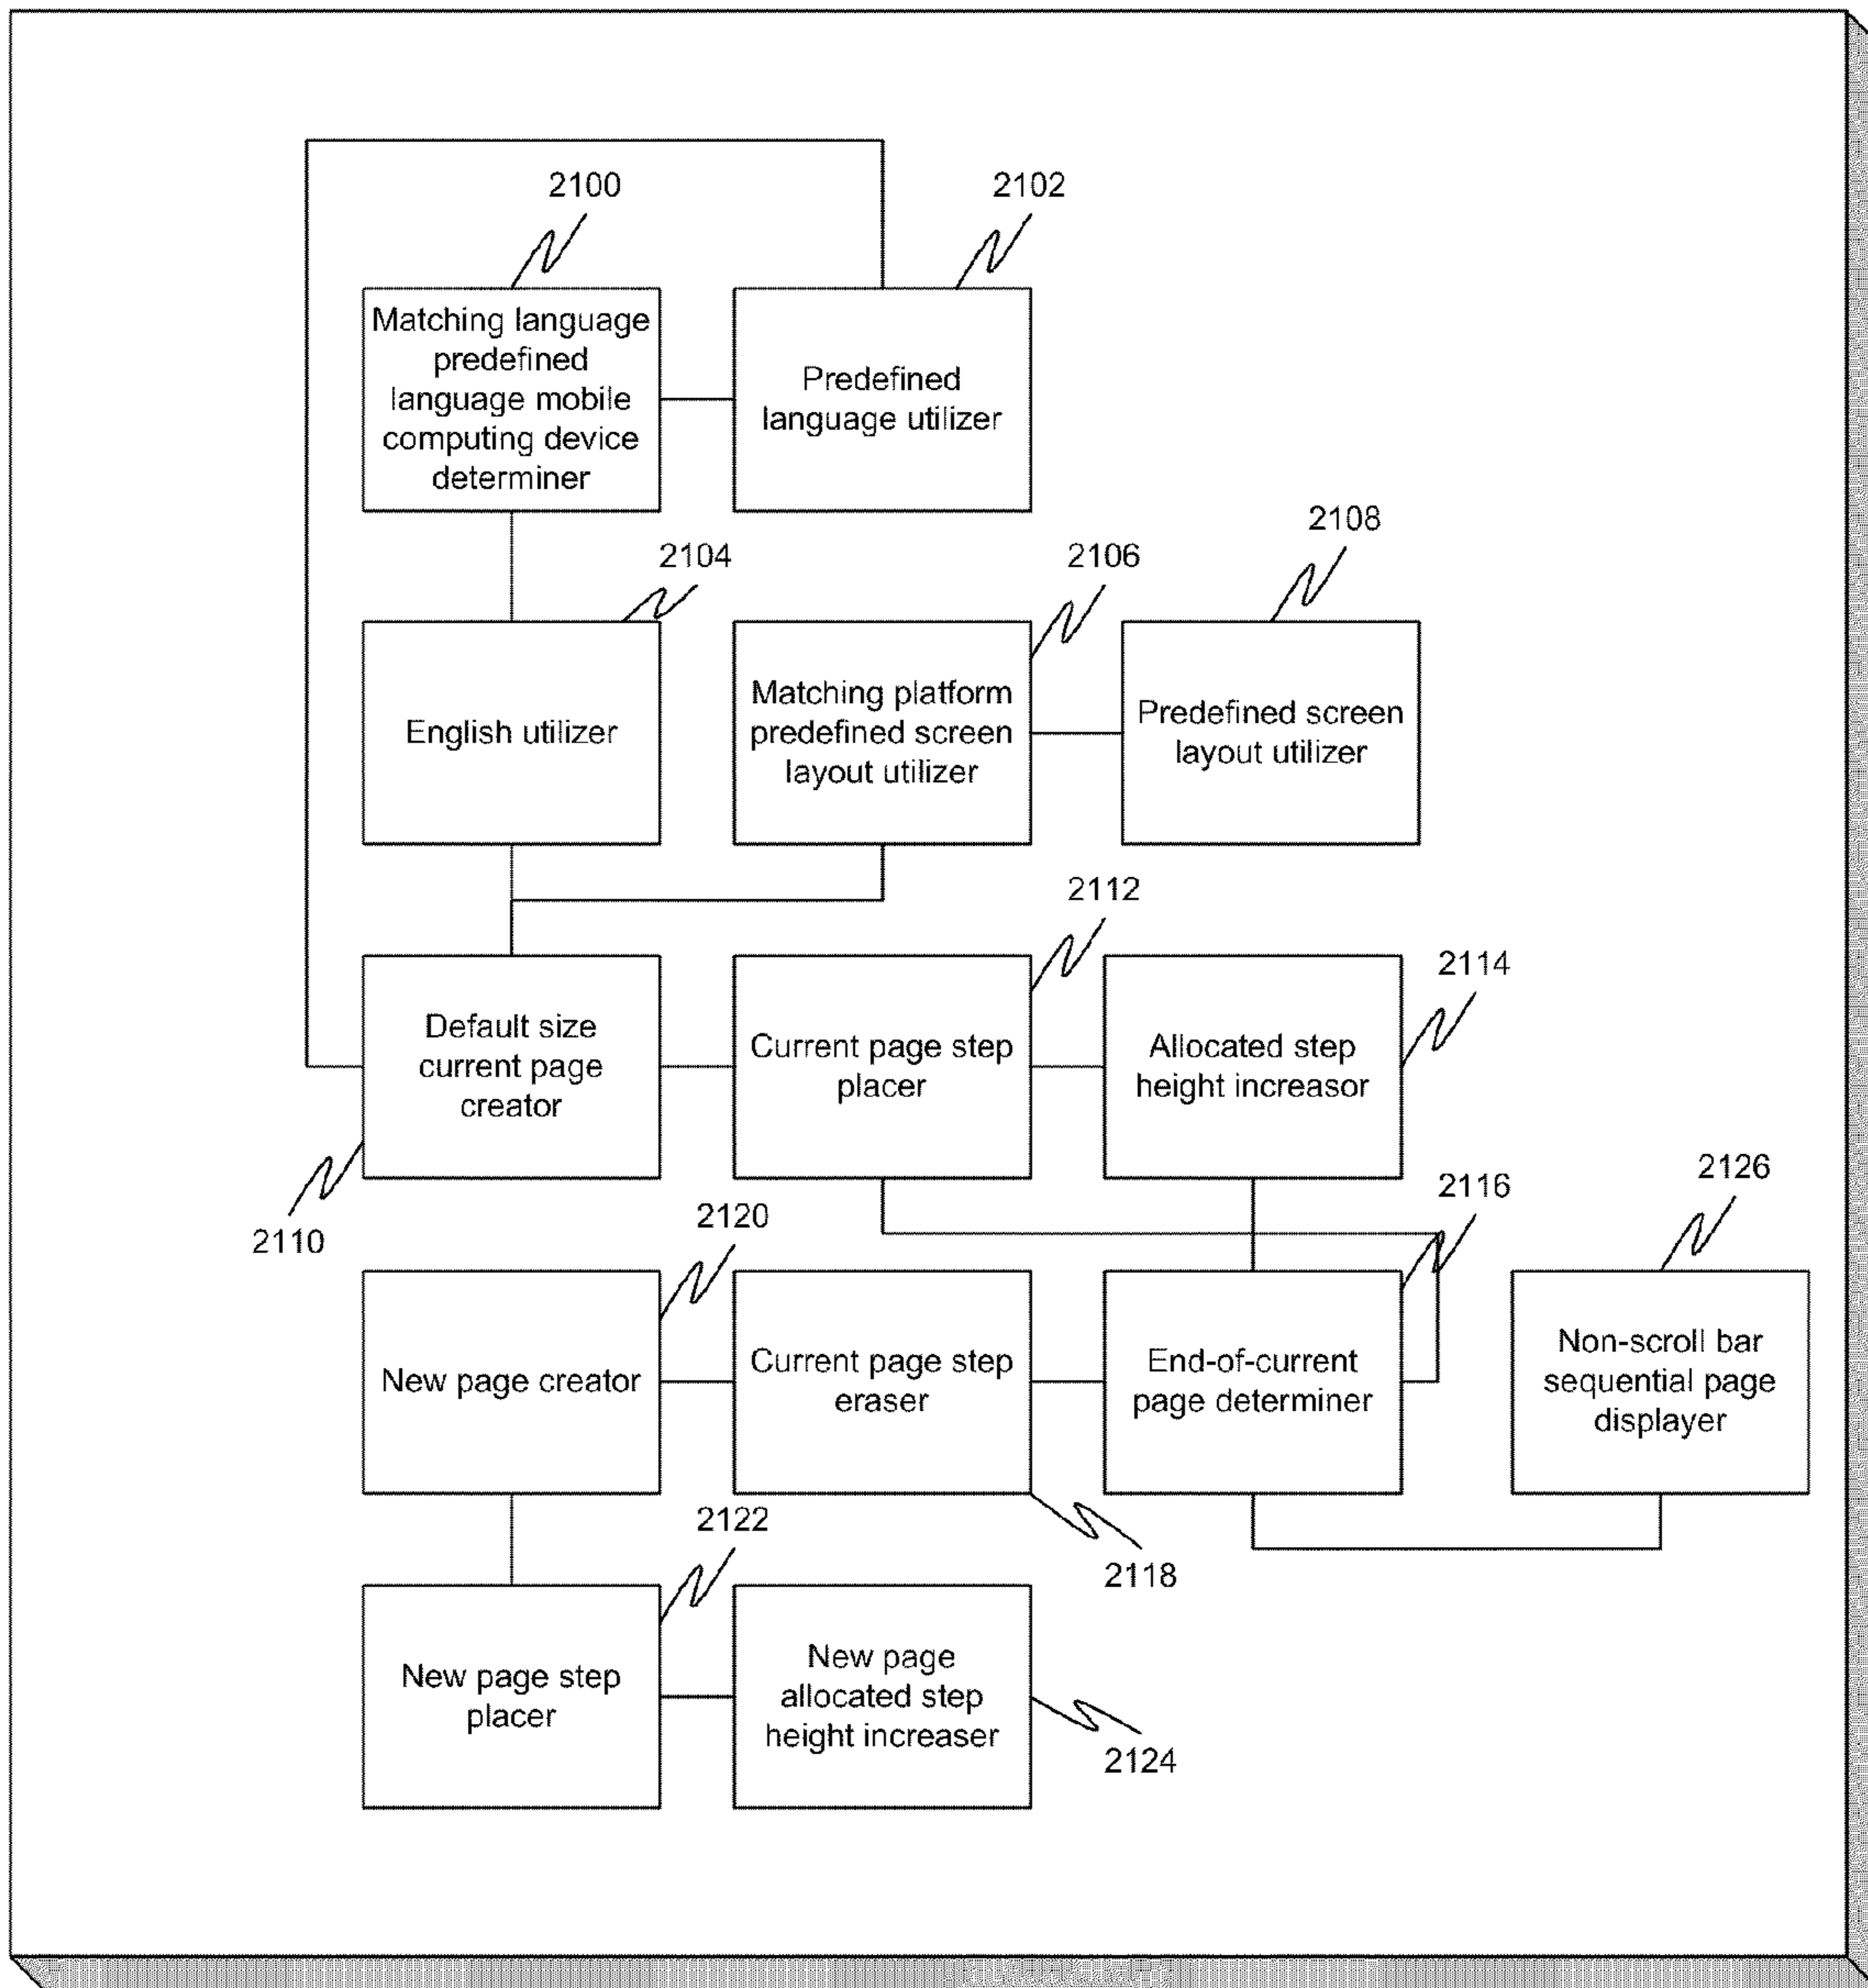 2100
2102
Matching language
predefined
language mobile
computing device
determiner
Predefined
language utilizer
2104
2106
2108
English utilizer
Matching platform
predefined screen
layout utilizer
Predefined screen
layout utilizer
2112
2114
Default size
current page
creator
Current page step
placer
Allocated step
height increasor
2110
2120
2116
2126
New page creator
Current page step
eraser
End-of-current
page determiner
Non-scroll bar
sequential page
displayer
2122
2118
New page step
placer
New page
allocated step
height increaser
2124